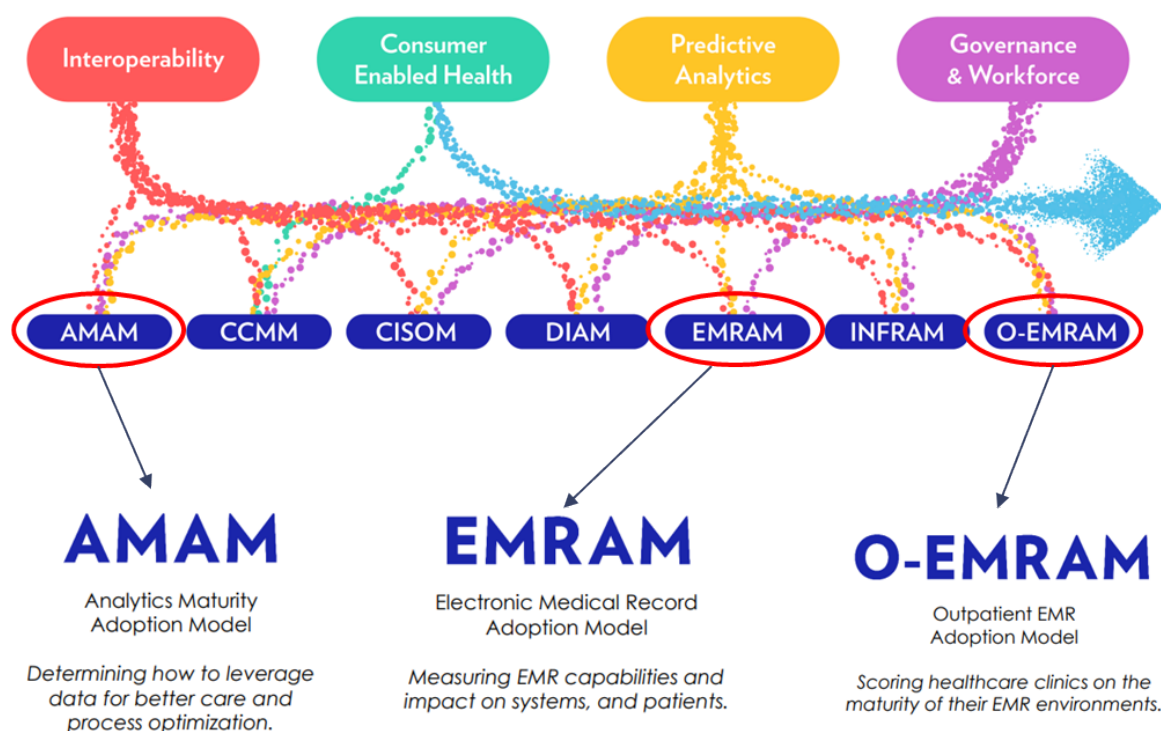 Interoperability
Consumer
Enabled Health
Predictive
Analytics
Governance
& Workforce
AMAM
CCMM
CISOM
DIAM
EMRAM
INFRAM
O-EMRAM
AMAM
Analytics Maturity
Adoption Model
Determining how to leverage
data for better care and
process optimization.
EMRAM
Electronic Medical Record
Adoption Model
Measuring EMR capabilities and
impact on systems, and patients.
O-EMRAM
Outpatient EMR
Adoption Model
Scoring healthcare clinics on the
maturity of their EMR environments.